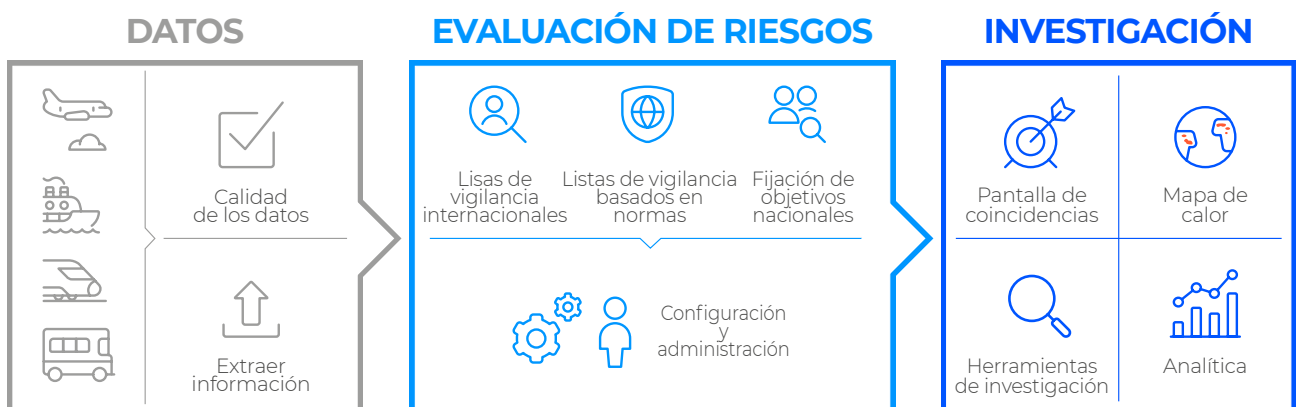 DATOS
Calidad
de los datos
Extraer
información
EVALUACIÓN DE RIESGOS
Lisas de
vigilancia
internacionales
Listas de vigilancia
basados en
normas
Fijación de
objetivos
nacionales
Configuración
y
administración
INVESTIGACIÓN
Pantalla de
coincidencias
Mapa de
calor
Herramientas
de investigación
Analítica